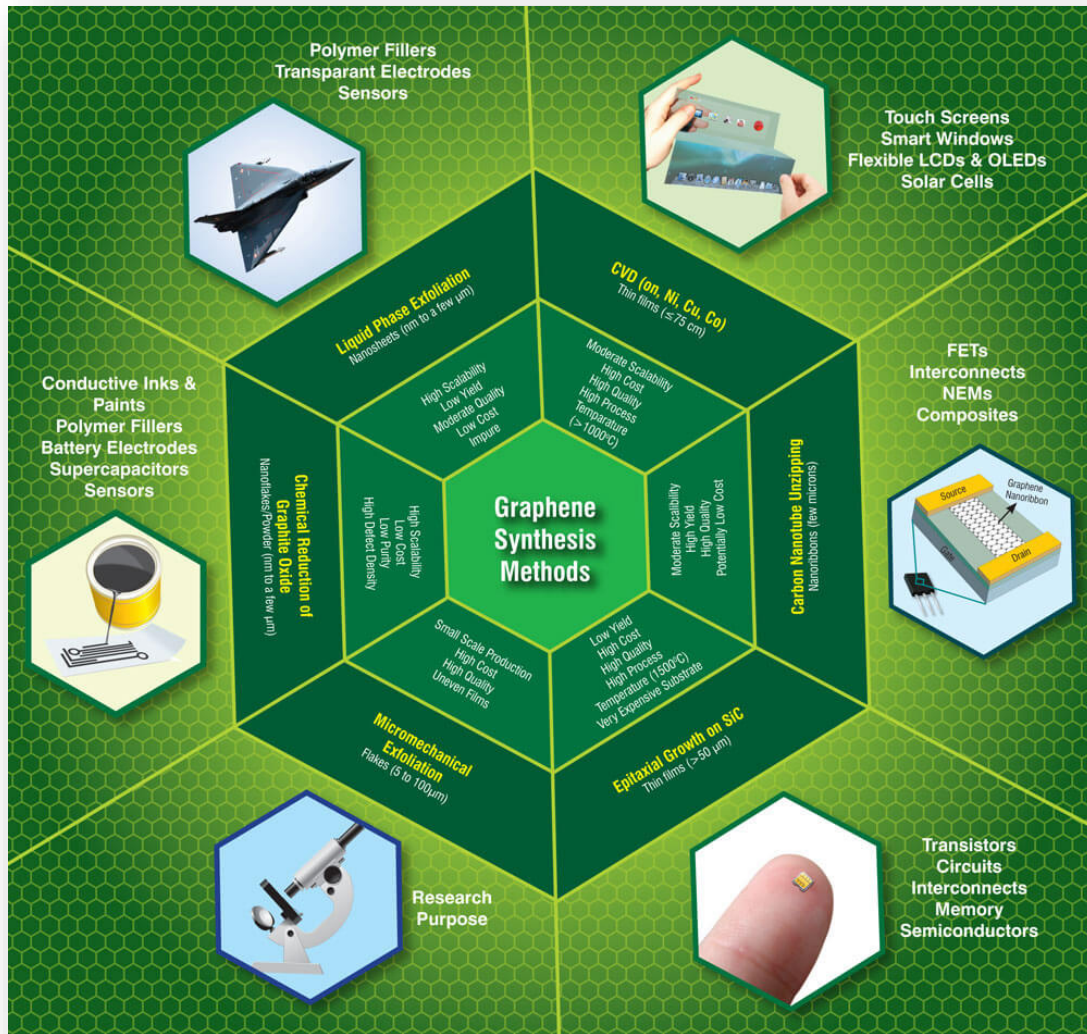 Polymer Fillers
Transparant Electrodes
Sensors
Touch Screens
Smart Windows
Flexible LCDs & OLEDs
Solar Cells
Liquid Phase Exfoliation
Nanosheets (nm to a few µm)
CVD (on, Ni, Cu, Co)
Thin films (≤75 cm)
High Scalability
Low Yield
Moderate Quality
Low Cost
Impure
Moderate Scalability
High Cost
High Quality
High Process
Temparature
(>1000°C)
Conductive Inks &
Paints
Polymer Fillers
Battery Electrodes
Supercapacitors
Sensors
FETs
Interconnects
NEMs
Composites
Chemical Reduction of
Graphite Oxide
Nanoflakes/Powder (nm to a few µm)
High Scalability
Low Cost
Low Purity
High Defect Density
Graphene
Synthesis
Methods
Moderate Scalibility
High Yield
High Quality
Potentially Low Cost
Carbon Nanotube Unzipping
Nanoribbons (few microns)
Source
Graphene
Nanoribbon
Gate
Drain
Small Scale Production
High Cost
High Quality
Uneven Films
Low Yield
High Cost
High Quality
High Process
Temperature (1500°C)
Very Expensive Substrate
Micromechanical
Exfoliation
Flakes (5 to 100µm)
Epitaxial Growth on SiC
Thin films (>50 µm)
Research
Purpose
Transistors
Circuits
Interconnects
Memory
Semiconductors